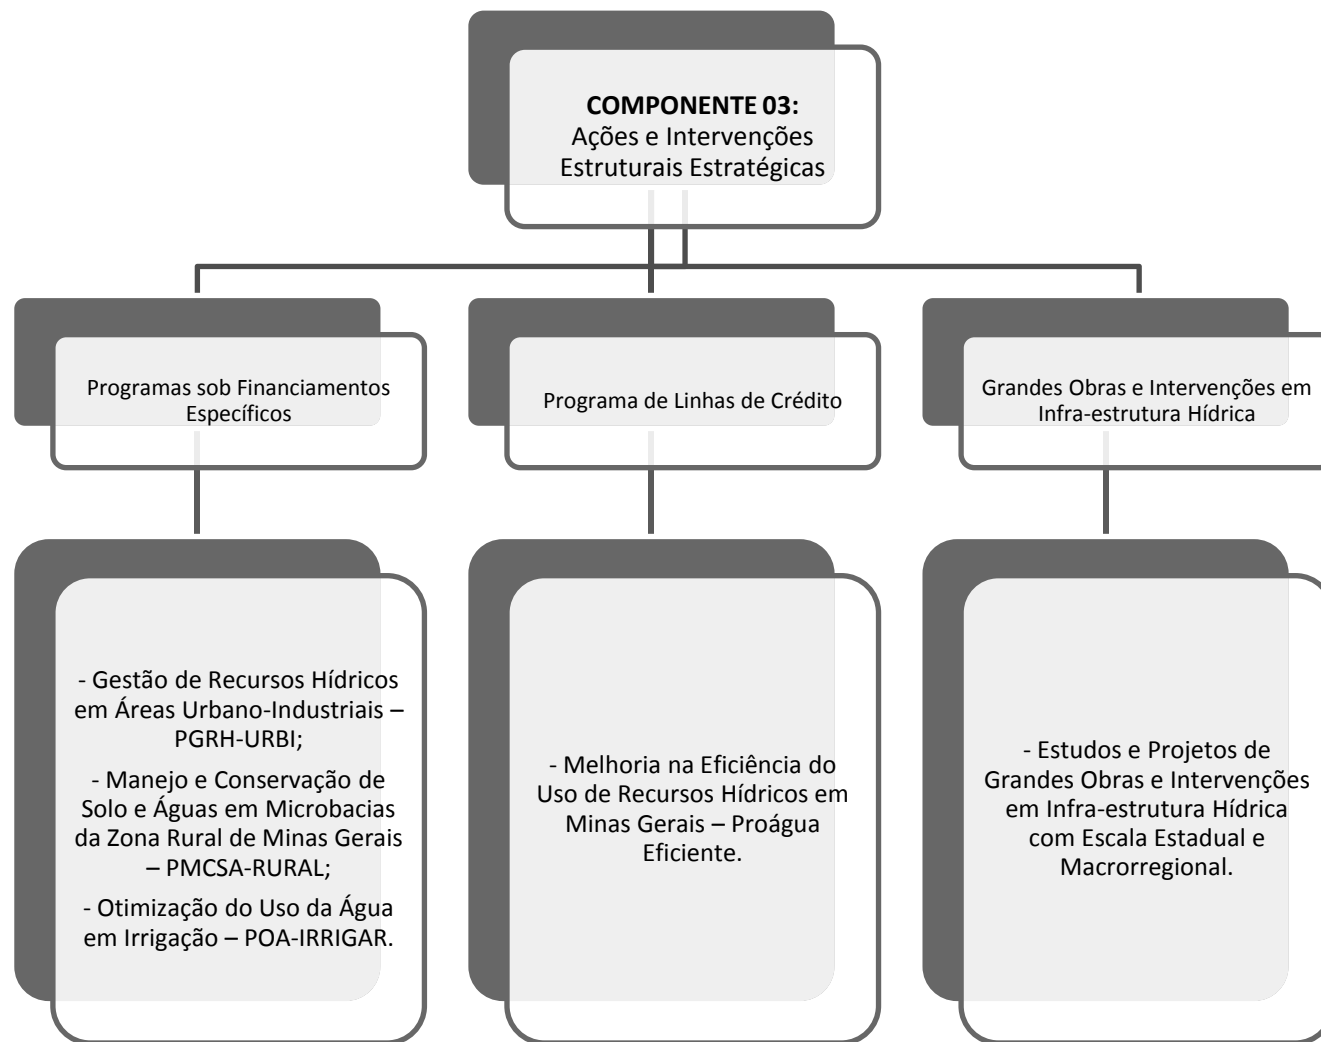 COMPONENTE 03:
Ações e Intervenções
Estruturais Estratégicas
Programas sob Financiamentos
Específicos
Programa de Linhas de Crédito
Grandes Obras e Intervenções em
Infra-estrutura Hídrica
- Gestão de Recursos Hídricos
em Áreas Urbano-Industriais –
PGRH-URBI;
- Manejo e Conservação de
Solo e Águas em Microbacias
da Zona Rural de Minas Gerais
– PMCSA-RURAL;
- Otimização do Uso da Água
em Irrigação – POA-IRRIGAR.
- Melhoria na Eficiência do
Uso de Recursos Hídricos em
Minas Gerais – Proágua
Eficiente.
- Estudos e Projetos de
Grandes Obras e Intervenções
em Infra-estrutura Hídrica
com Escala Estadual e
Macrorregional.